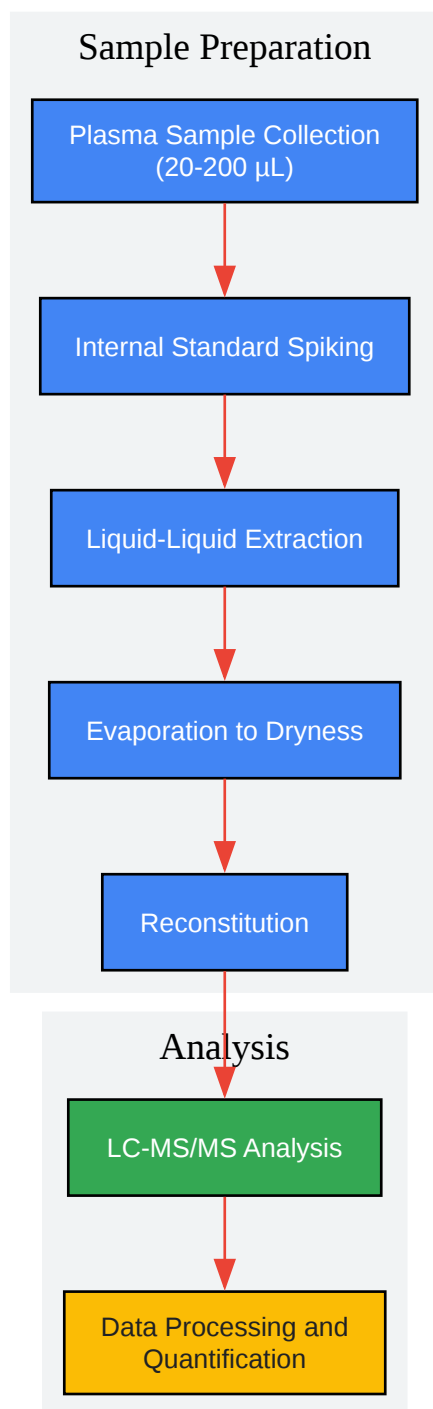 Sample Preparation
Plasma Sample Collection
(20-200 µL)
Internal Standard Spiking
Liquid-Liquid Extraction
Evaporation to Dryness
Reconstitution
Analysis
LC-MS/MS Analysis
Data Processing and
Quantification